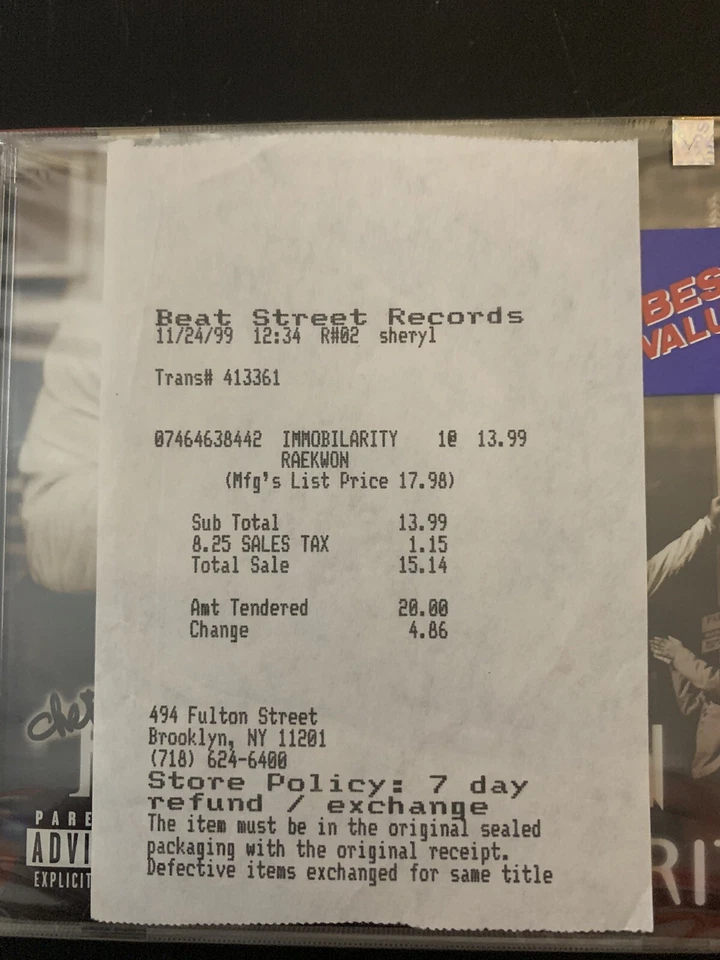 Beat Street Records
11/24/99 12:34 R#02 sheryl
Trans# 413361
07464638442 IMMOBILARITY 1@ 13.99
RAEKWON
(Mfg's List Price 17.98)
Sub Total 13.99
8.25 SALES TAX 1.15
Total Sale 15.14
Amt Tendered 20.00
Change 4.86
494 Fulton Street
Brooklyn, NY 11201
(718) 624-6400
Store Policy: 7 day
refund / exchange
The item must be in the original sealed
packaging with the original receipt.
Defective items exchanged for same title
BES
VALU
chef
PARE
ADVI
EXPLICIT
RIT